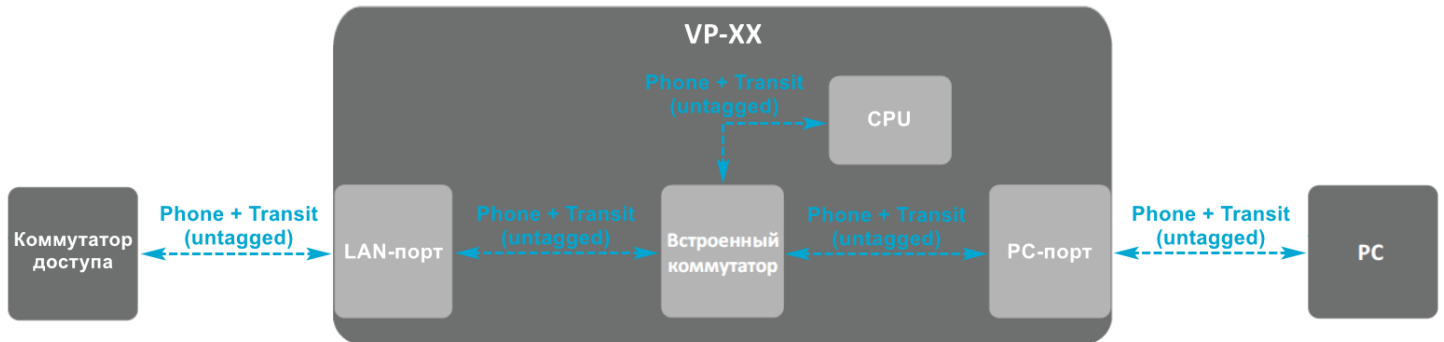 VP-XX
Phone + Transit
(untagged)
CPU
Коммутатор
доступа
Phone + Transit
(untagged)
LAN-порт
Phone + Transit
(untagged)
Встроенный
коммутатор
Phone + Transit
(untagged)
PC-порт
Phone + Transit
(untagged)
PC